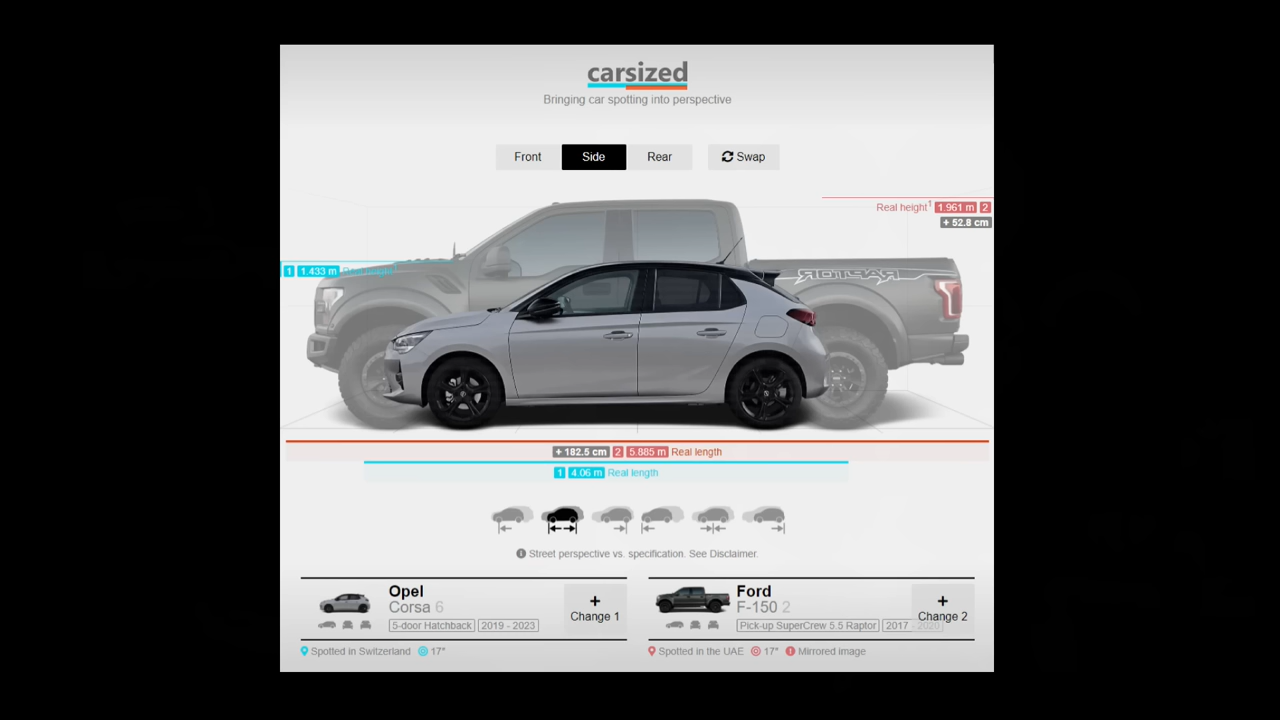 carsized
Bringing car spotting into perspective
Front Side Rear Swap
Real height1 1.961 m 2
+ 52.8 cm
1 1.433 m Real height
RAPTOR
+ 182.5 cm 2 5.885 m Real length
1 4.06 m Real length
Street perspective vs. specification. See Disclaimer.
Opel
Corsa 6
5-door Hatchback 2019 - 2023
+
Change 1
Spotted in Switzerland 17"
Ford
F-150 2
Pick-up SuperCrew 5.5 Raptor 2017 - 2020
+
Change 2
Spotted in the UAE 17" Mirrored image